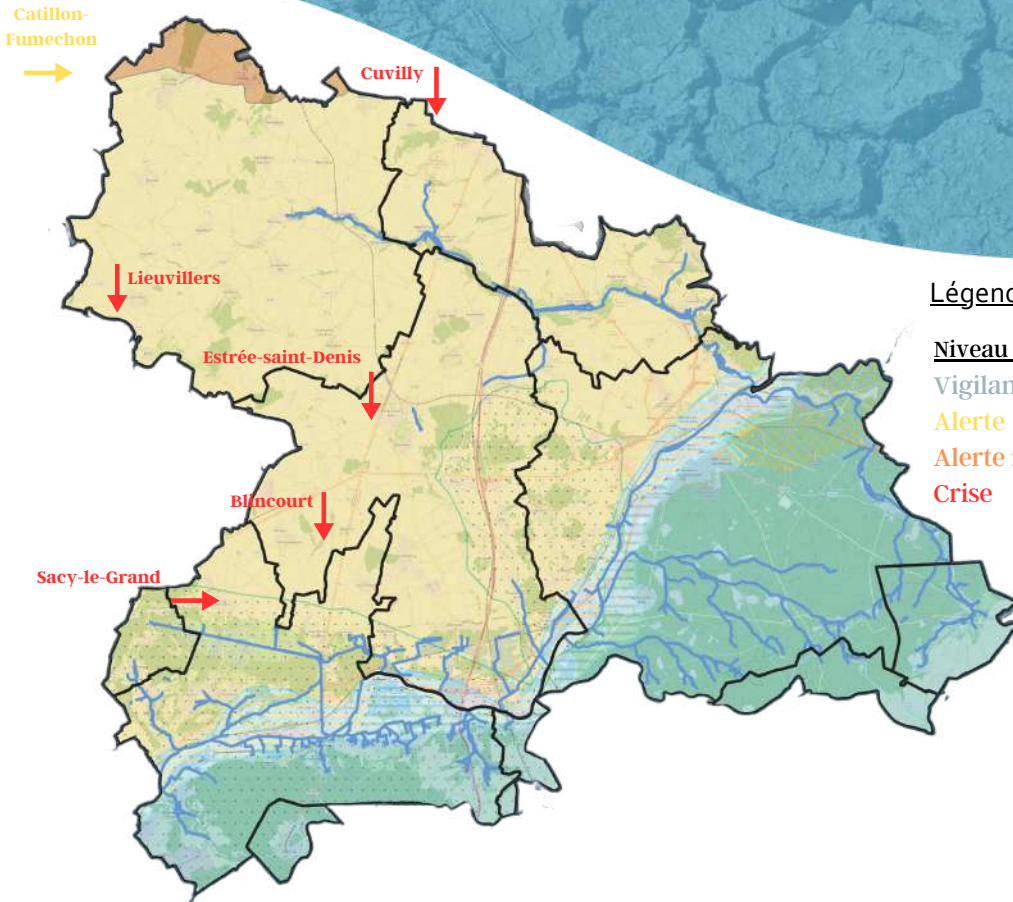 Catillon-
Fumechon
Cuvilly
Lieuvillers
Estrée-saint-Denis
Blincourt
Sacy-le-Grand
Légend
Niveau
Vigilan
Alerte
Alerte
Crise